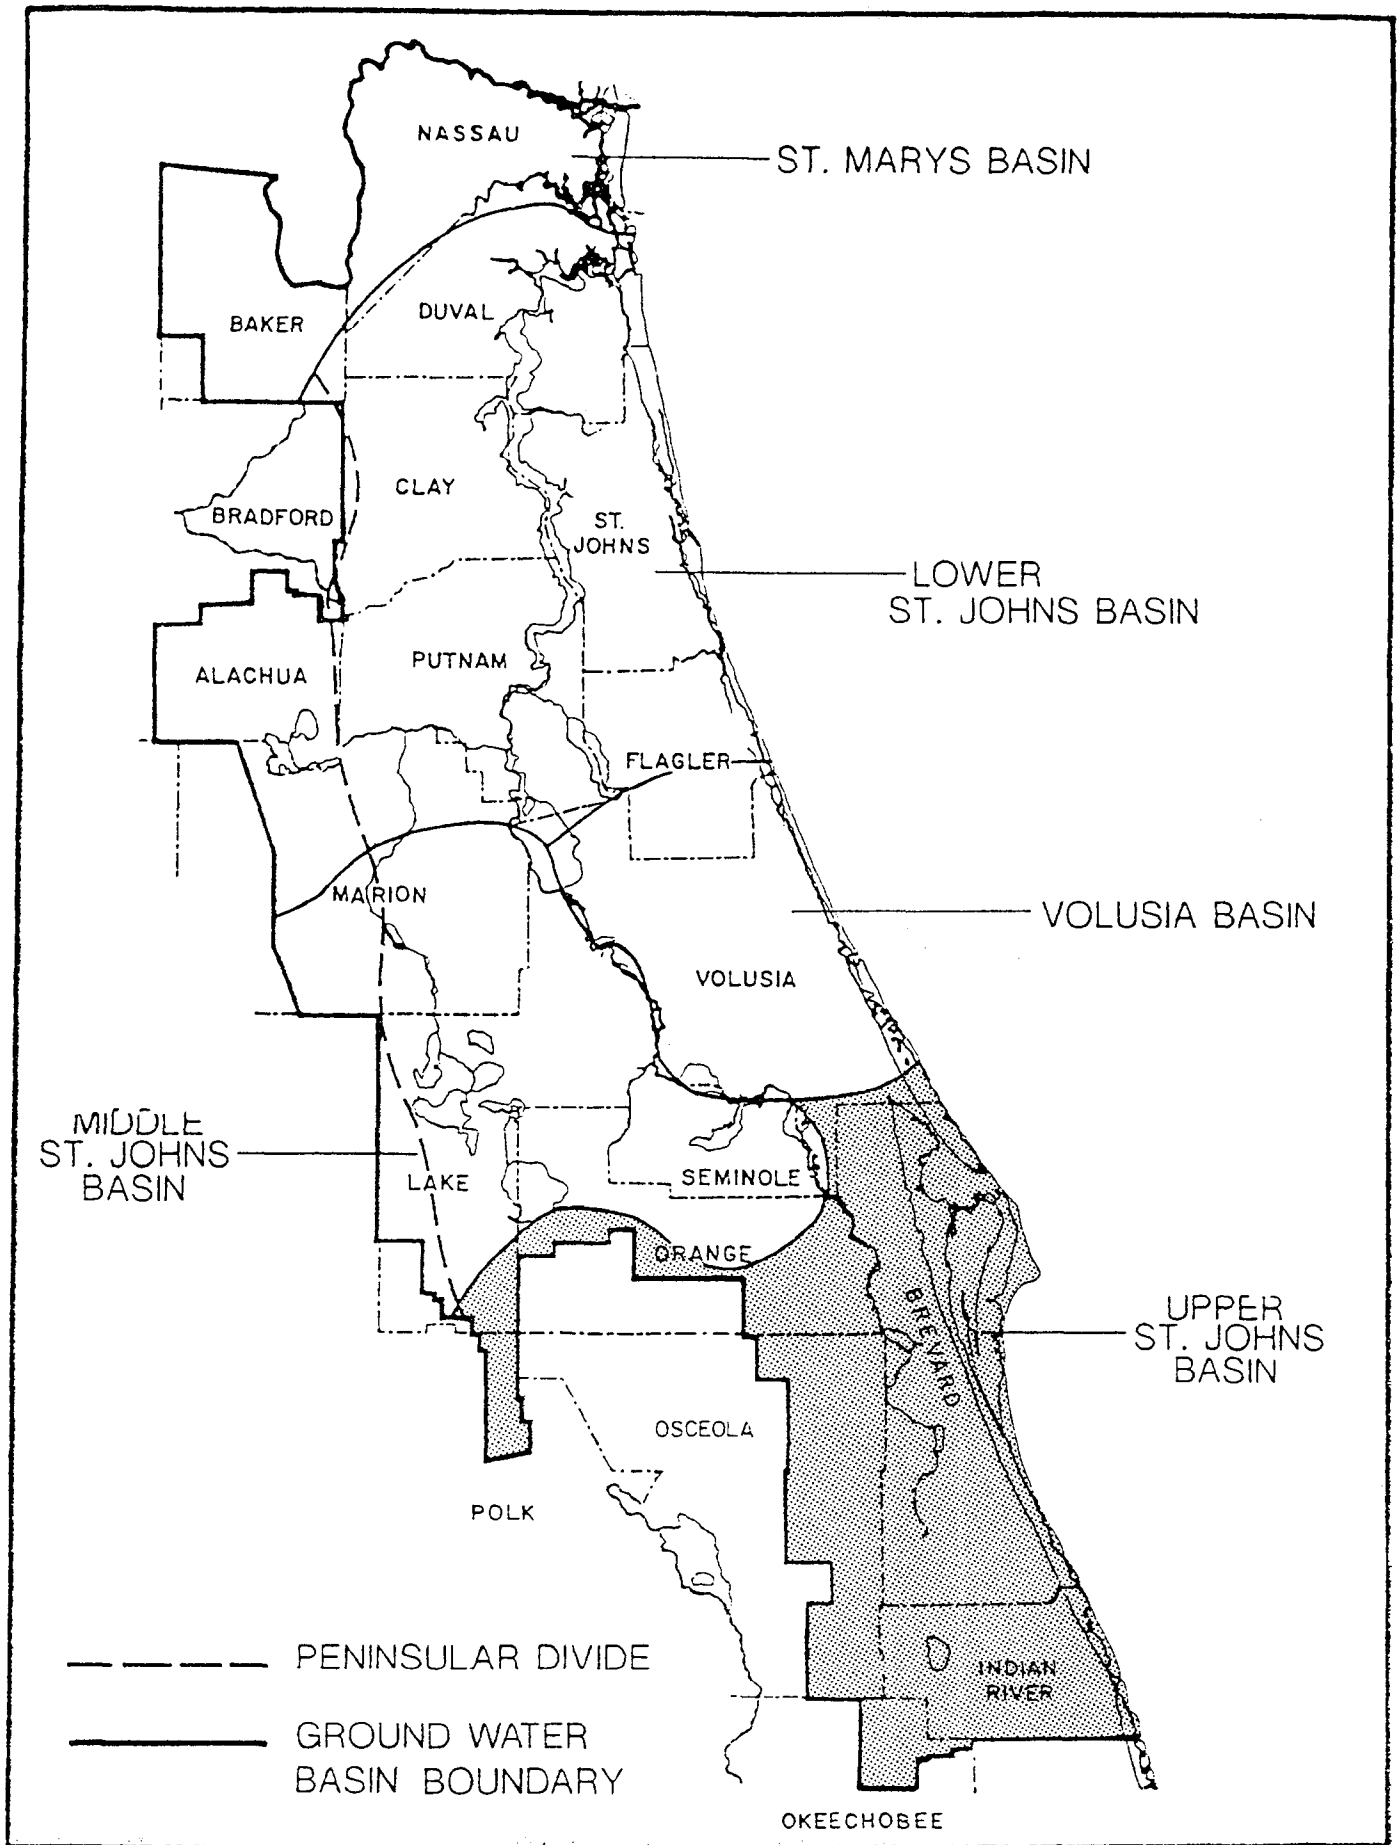 NASSAU
ST. MARYS BASIN
BAKER
DUVAL
CLAY
BRADFORD
ST.
JOHNS
LOWER
ST. JOHNS BASIN
ALACHUA
PUTNAM
FLAGLER
MARION
VOLUSIA BASIN
VOLUSIA
MIDDLE
ST. JOHNS
BASIN
LAKE
SEMINOLE
ORANGE
BREVARD
UPPER
ST. JOHNS
BASIN
OSCEOLA
POLK
INDIAN
RIVER
PENINSULAR DIVIDE
GROUND WATER
BASIN BOUNDARY
OKEECHOBEE